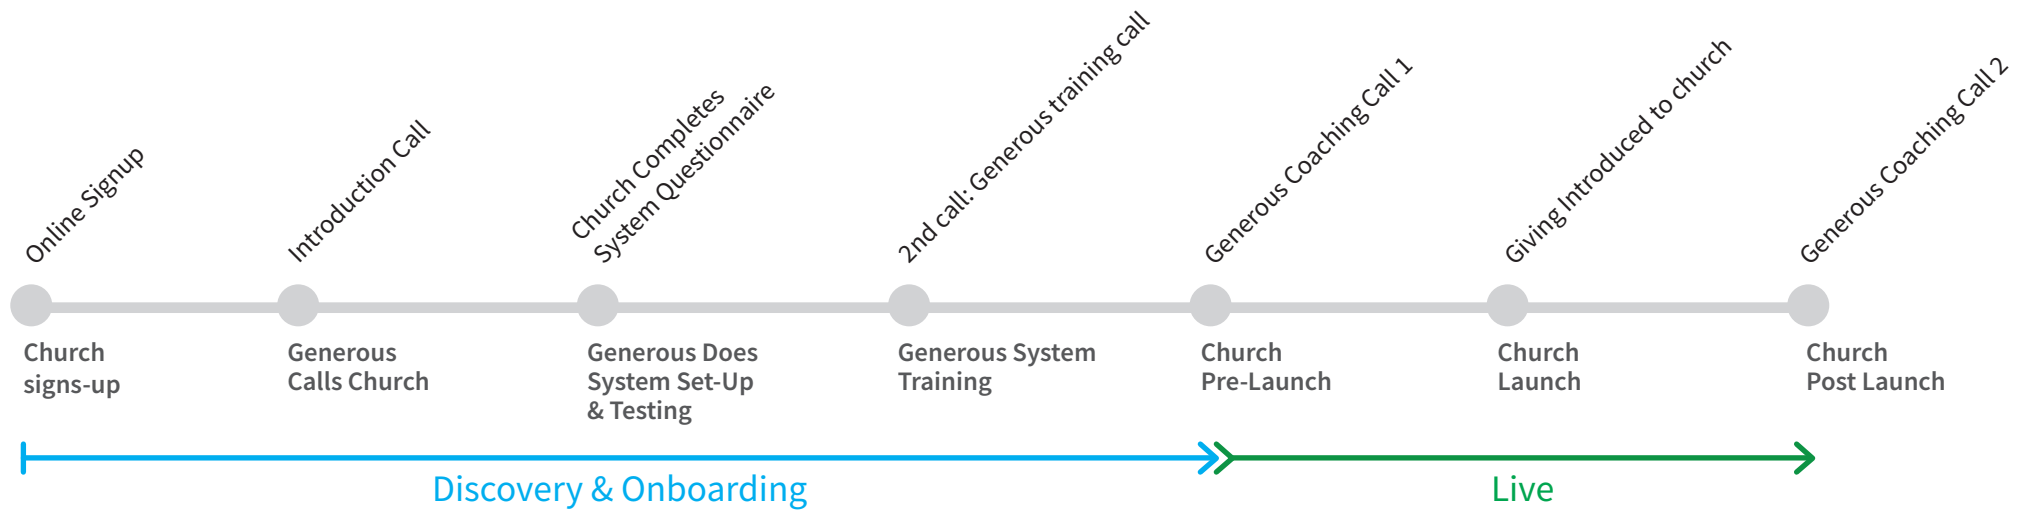 Online Signup
Introduction Call
Church Completes
System Questionnaire
2nd call: Generous training call
Generous Coaching Call 1
Giving Introduced to church
Generous Coaching Call 2
Church
signs-up
Generous
Calls Church
Generous Does
System Set-Up
& Testing
Generous System
Training
Church
Pre-Launch
Church
Launch
Church
Post Launch
Discovery & Onboarding
Live